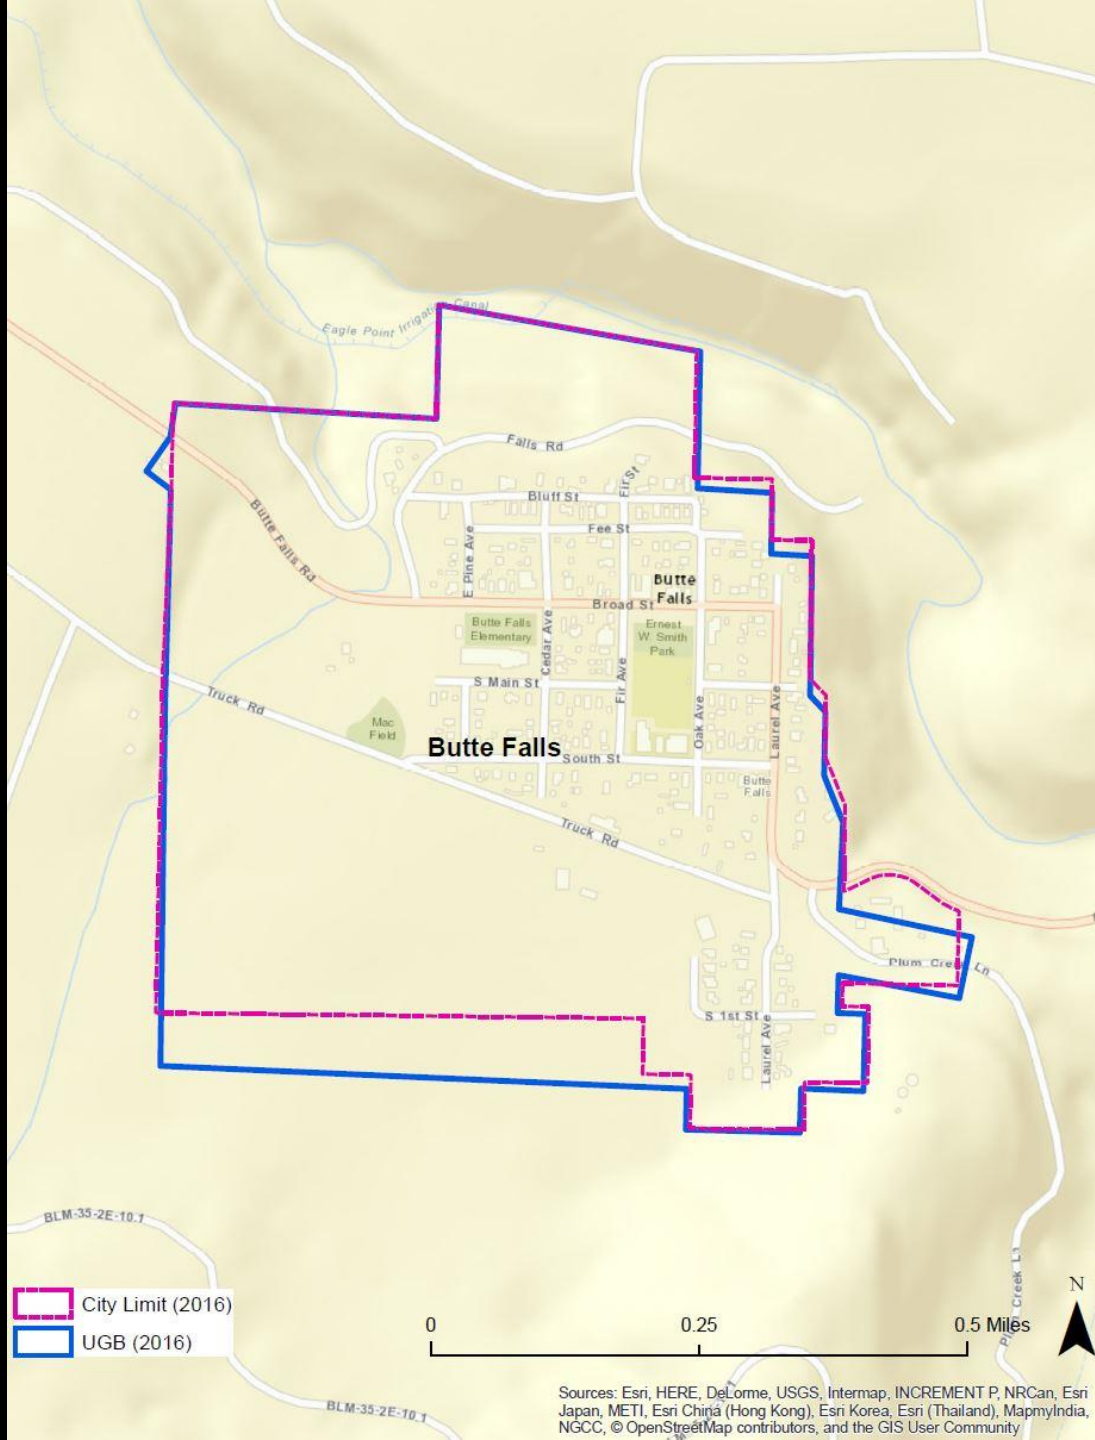 Eagle Point Irrigation Canal
Falls Rd
Fir St
Bluff St
Fee St
Butte Falls Rd
E Pine Ave
Butte
Falls
Broad St
Butte Falls
Elementary
Cedar Ave
Ernest
W. Smith
Park
Fir Ave
S Main St
Truck Rd
Oak Ave
Laurel Ave
Mac
Field
Butte Falls
South St
Butte
Falls
Truck Rd
Plum Creek Ln
S 1st St
Laurel Ave
BLM-35-2E-10.1
Plum Creek Ln
City Limit (2016)
UGB (2016)
0
0.25
0.5 Miles
N
BLM-35-2E-10.1
Sources: Esri, HERE, DeLorme, USGS, Intermap, INCREMENT P, NRCan, Esri
Japan, METI, Esri China (Hong Kong), Esri Korea, Esri (Thailand), MapmyIndia,
NGCC, © OpenStreetMap contributors, and the GIS User Community